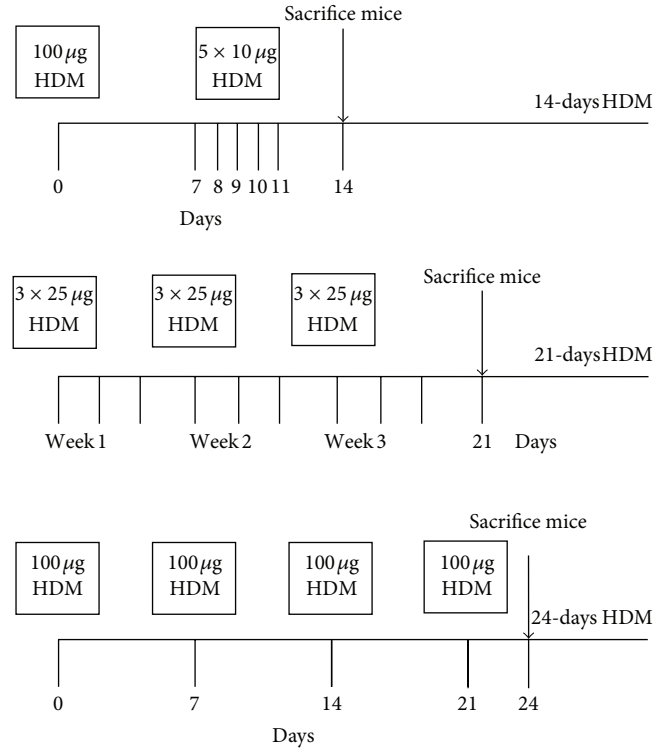 Sacrifice mice
100 μg
HDM
5 × 10 μg
HDM
14-days HDM
0
7
8
9
10
11
14
Days
Sacrifice mice
3 × 25 μg
HDM
3 × 25 μg
HDM
3 × 25 μg
HDM
21-days HDM
Week 1
Week 2
Week 3
21
Days
Sacrifice mice
100 μg
HDM
100 μg
HDM
100 μg
HDM
100 μg
HDM
24-days HDM
0
7
14
21
24
Days